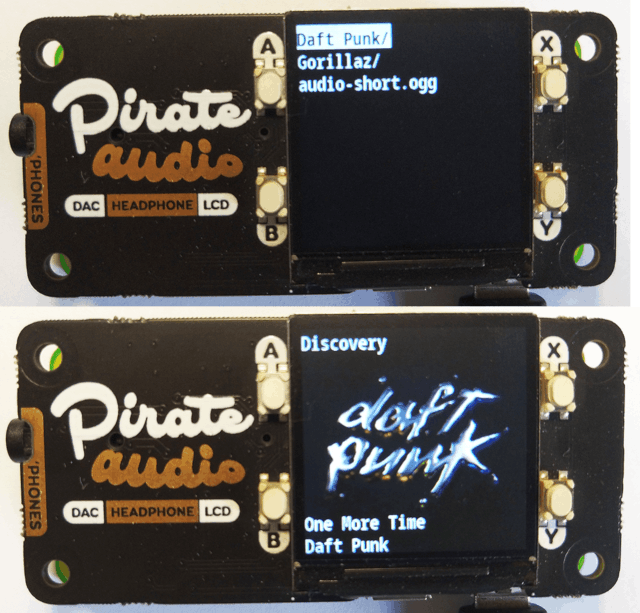 A
X
Daft Punk/
Gorillaz/
audio-short.ogg
Pirate
audio
'PHONES
DAC HEADPHONE LCD
B
Y
A
X
Discovery
daft
punk
Pirate
audio
'PHONES
DAC HEADPHONE LCD
One More Time
Daft Punk
B
Y